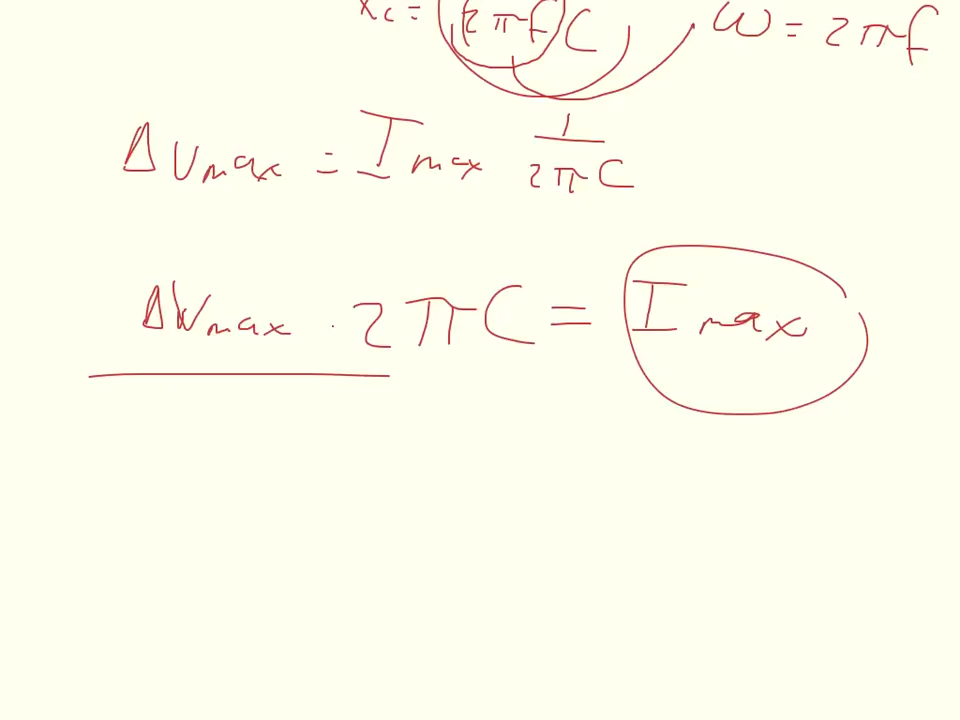 xc = (2πf)C ω = 2πf
ΔVmax = Imax 1/2πC
ΔVmax · 2πC = Imax